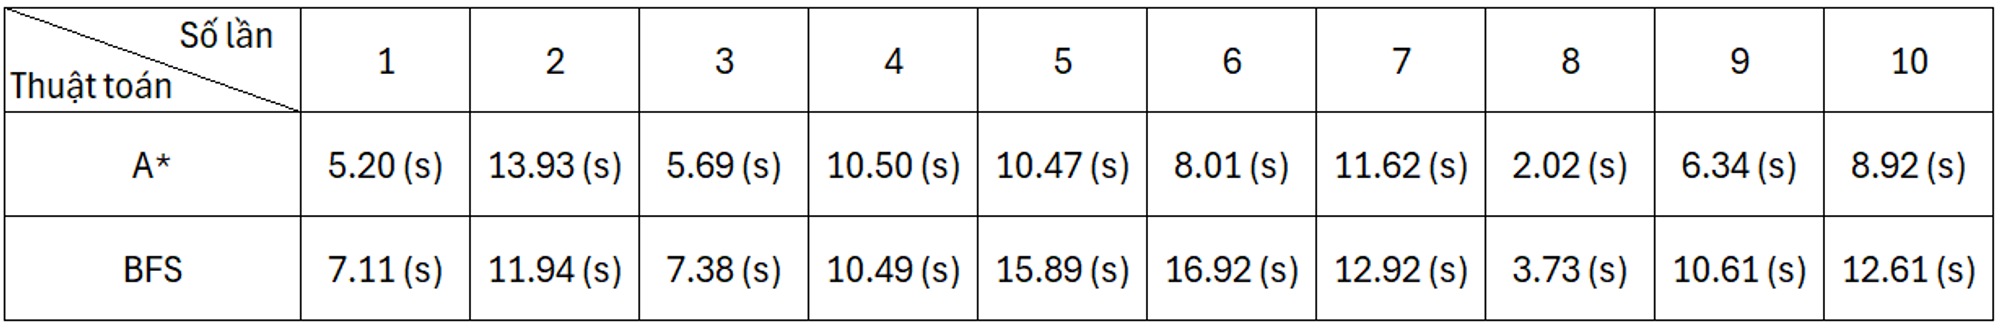 Số lần
Thuật toán
1 2 3 4 5 6 7 8 9 10
A* 5.20 (s) 13.93 (s) 5.69 (s) 10.50 (s) 10.47 (s) 8.01 (s) 11.62 (s) 2.02 (s) 6.34 (s) 8.92 (s)
BFS 7.11 (s) 11.94 (s) 7.38 (s) 10.49 (s) 15.89 (s) 16.92 (s) 12.92 (s) 3.73 (s) 10.61 (s) 12.61 (s)